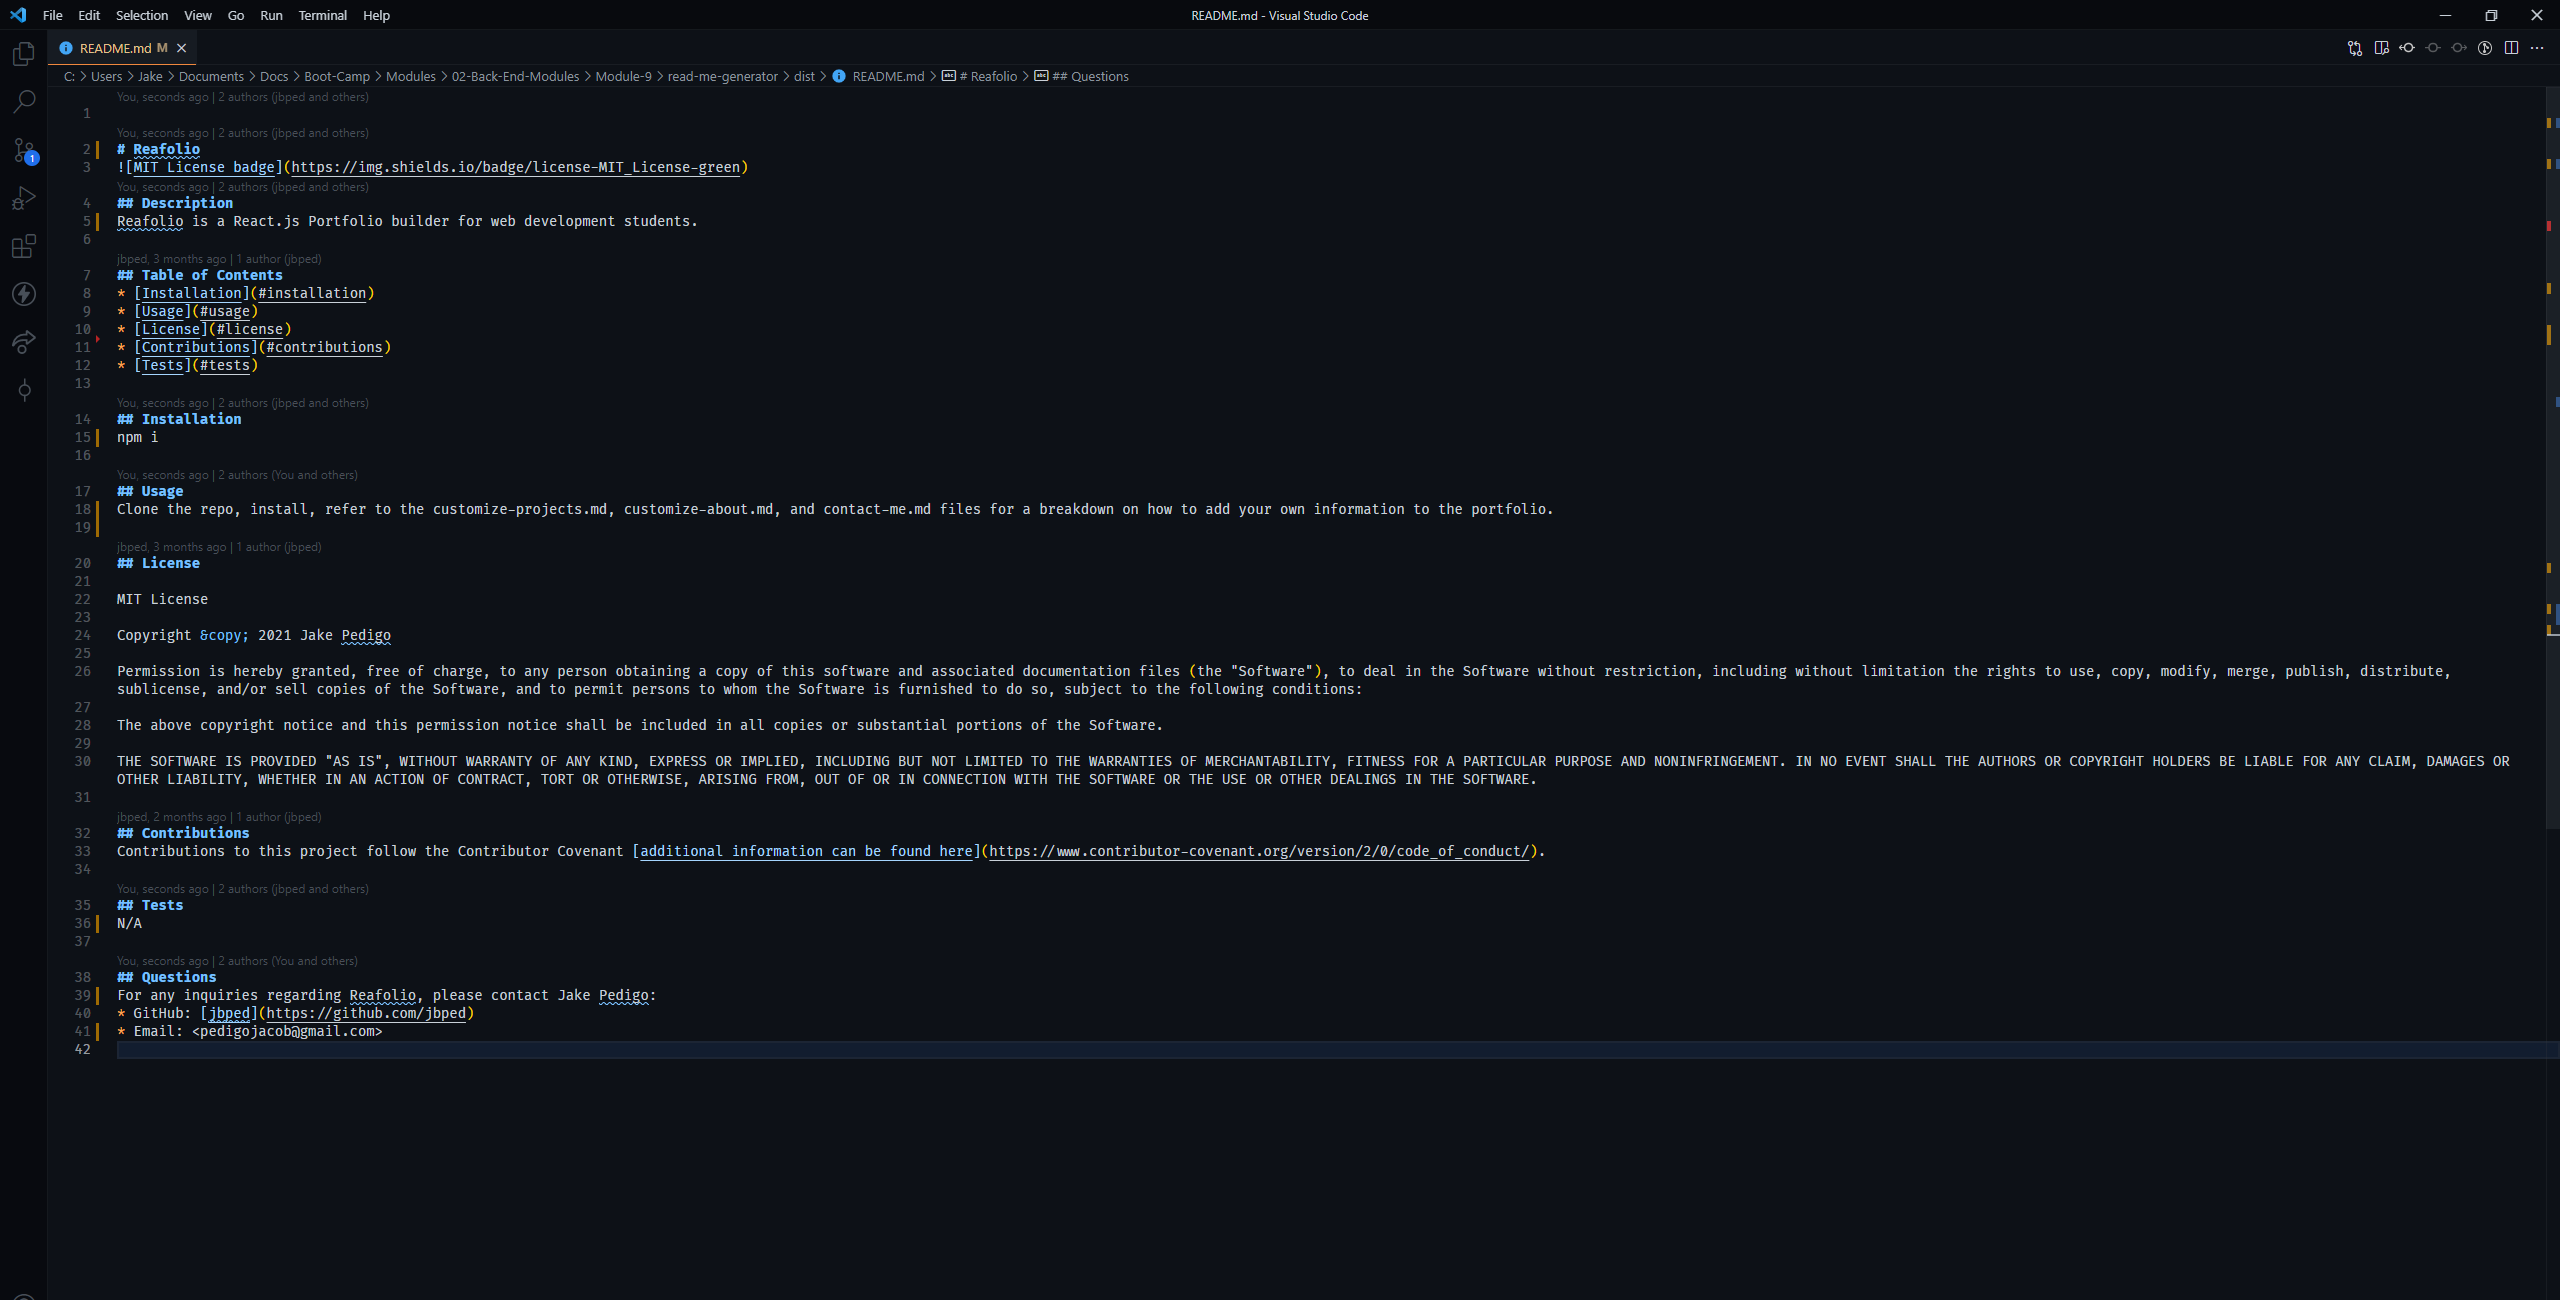 File Edit Selection View Go Run Terminal Help README.md - Visual Studio Code
README.md M
C: > Users > Jake > Documents > Docs > Boot-Camp > Modules > 02-Back-End-Modules > Module-9 > read-me-generator > dist > README.md > # Reafolio > ## Questions
You, seconds ago | 2 authors (jbped and others)
1
You, seconds ago | 2 authors (jbped and others)
2 # Reafolio
3 ![MIT License badge](https://img.shields.io/badge/license-MIT_License-green)
You, seconds ago | 2 authors (jbped and others)
4 ## Description
5 Reafolio is a React.js Portfolio builder for web development students.
6
jbped, 3 months ago | 1 author (jbped)
7 ## Table of Contents
8 * [Installation](#installation)
9 * [Usage](#usage)
10 * [License](#license)
11 * [Contributions](#contributions)
12 * [Tests](#tests)
13
You, seconds ago | 2 authors (jbped and others)
14 ## Installation
15 npm i
16
You, seconds ago | 2 authors (You and others)
17 ## Usage
18 Clone the repo, install, refer to the customize-projects.md, customize-about.md, and contact-me.md files for a breakdown on how to add your own information to the portfolio.
19
jbped, 3 months ago | 1 author (jbped)
20 ## License
21
22 MIT License
23
24 Copyright &copy; 2021 Jake Pedigo
25
26 Permission is hereby granted, free of charge, to any person obtaining a copy of this software and associated documentation files (the "Software"), to deal in the Software without restriction, including without limitation the rights to use, copy, modify, merge, publish, distribute,
sublicense, and/or sell copies of the Software, and to permit persons to whom the Software is furnished to do so, subject to the following conditions:
27
28 The above copyright notice and this permission notice shall be included in all copies or substantial portions of the Software.
29
30 THE SOFTWARE IS PROVIDED "AS IS", WITHOUT WARRANTY OF ANY KIND, EXPRESS OR IMPLIED, INCLUDING BUT NOT LIMITED TO THE WARRANTIES OF MERCHANTABILITY, FITNESS FOR A PARTICULAR PURPOSE AND NONINFRINGEMENT. IN NO EVENT SHALL THE AUTHORS OR COPYRIGHT HOLDERS BE LIABLE FOR ANY CLAIM, DAMAGES OR
OTHER LIABILITY, WHETHER IN AN ACTION OF CONTRACT, TORT OR OTHERWISE, ARISING FROM, OUT OF OR IN CONNECTION WITH THE SOFTWARE OR THE USE OR OTHER DEALINGS IN THE SOFTWARE.
31
jbped, 2 months ago | 1 author (jbped)
32 ## Contributions
33 Contributions to this project follow the Contributor Covenant [additional information can be found here](https://www.contributor-covenant.org/version/2/0/code_of_conduct/).
34
You, seconds ago | 2 authors (jbped and others)
35 ## Tests
36 N/A
37
You, seconds ago | 2 authors (You and others)
38 ## Questions
39 For any inquiries regarding Reafolio, please contact Jake Pedigo:
40 * GitHub: [jbped](https://github.com/jbped)
41 * Email: <pedigojacob@gmail.com>
42
1